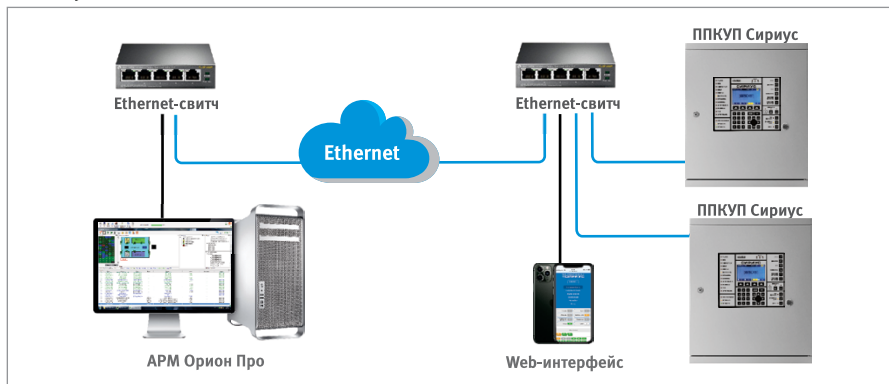 ППКУП Сириус
Ethernet-свитч
Ethernet-свитч
Ethernet
ППКУП Сириус
АРМ Орион Про
Web-интерфейс